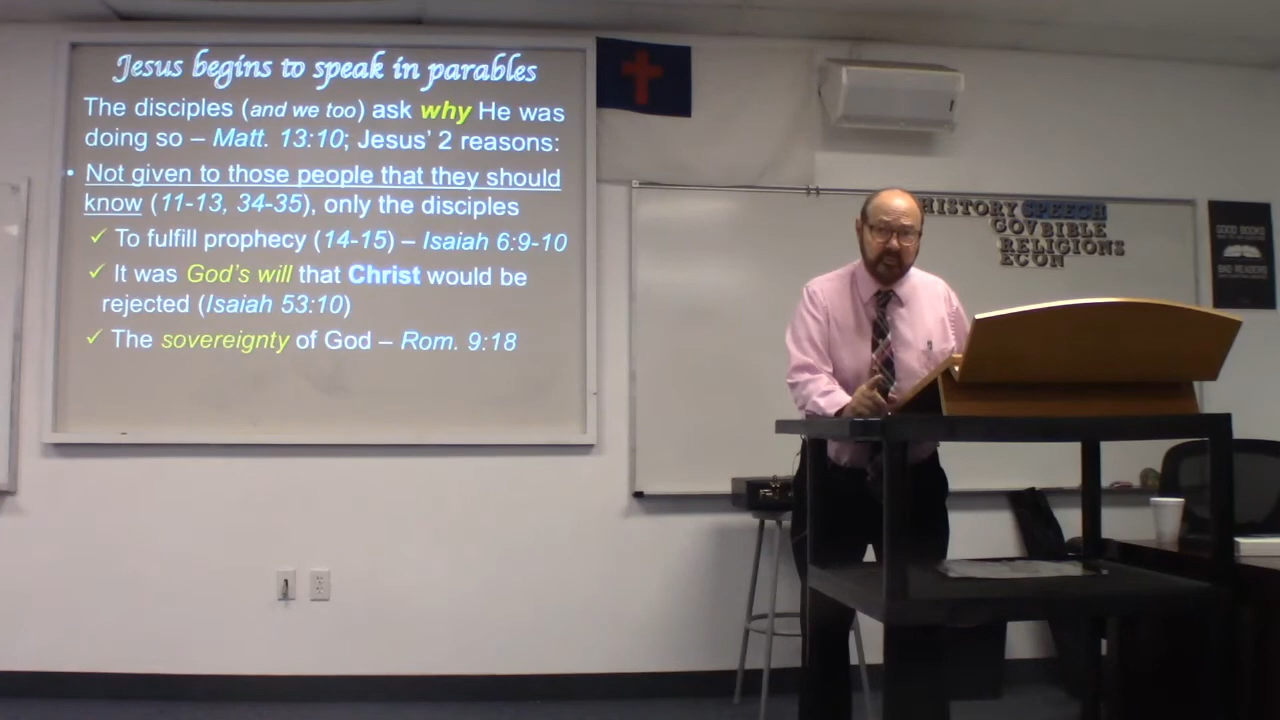 Jesus begins to speak in parables
The disciples (and we too) ask why He was
doing so – Matt. 13:10; Jesus’ 2 reasons:
• Not given to those people that they should
know (11-13, 34-35), only the disciples
✓ To fulfill prophecy (14-15) – Isaiah 6:9-10
✓ It was God’s will that Christ would be
rejected (Isaiah 53:10)
✓ The sovereignty of God – Rom. 9:18
HISTORY SPEECH
GOV BIBLE
RELIGIONS
ECON
GOOD BOOKS
BAD READERS